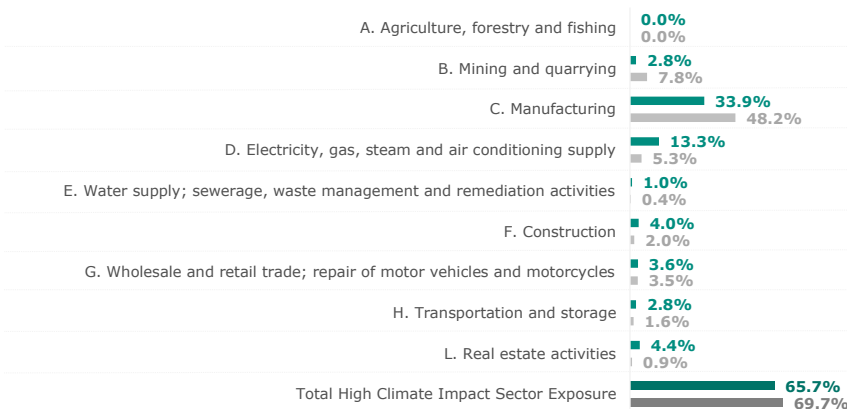 A. Agriculture, forestry and fishing 0.0%
0.0%
B. Mining and quarrying 2.8%
7.8%
C. Manufacturing 33.9%
48.2%
D. Electricity, gas, steam and air conditioning supply 13.3%
5.3%
E. Water supply; sewerage, waste management and remediation activities 1.0%
0.4%
F. Construction 4.0%
2.0%
G. Wholesale and retail trade; repair of motor vehicles and motorcycles 3.6%
3.5%
H. Transportation and storage 2.8%
1.6%
L. Real estate activities 4.4%
0.9%
Total High Climate Impact Sector Exposure 65.7%
69.7%